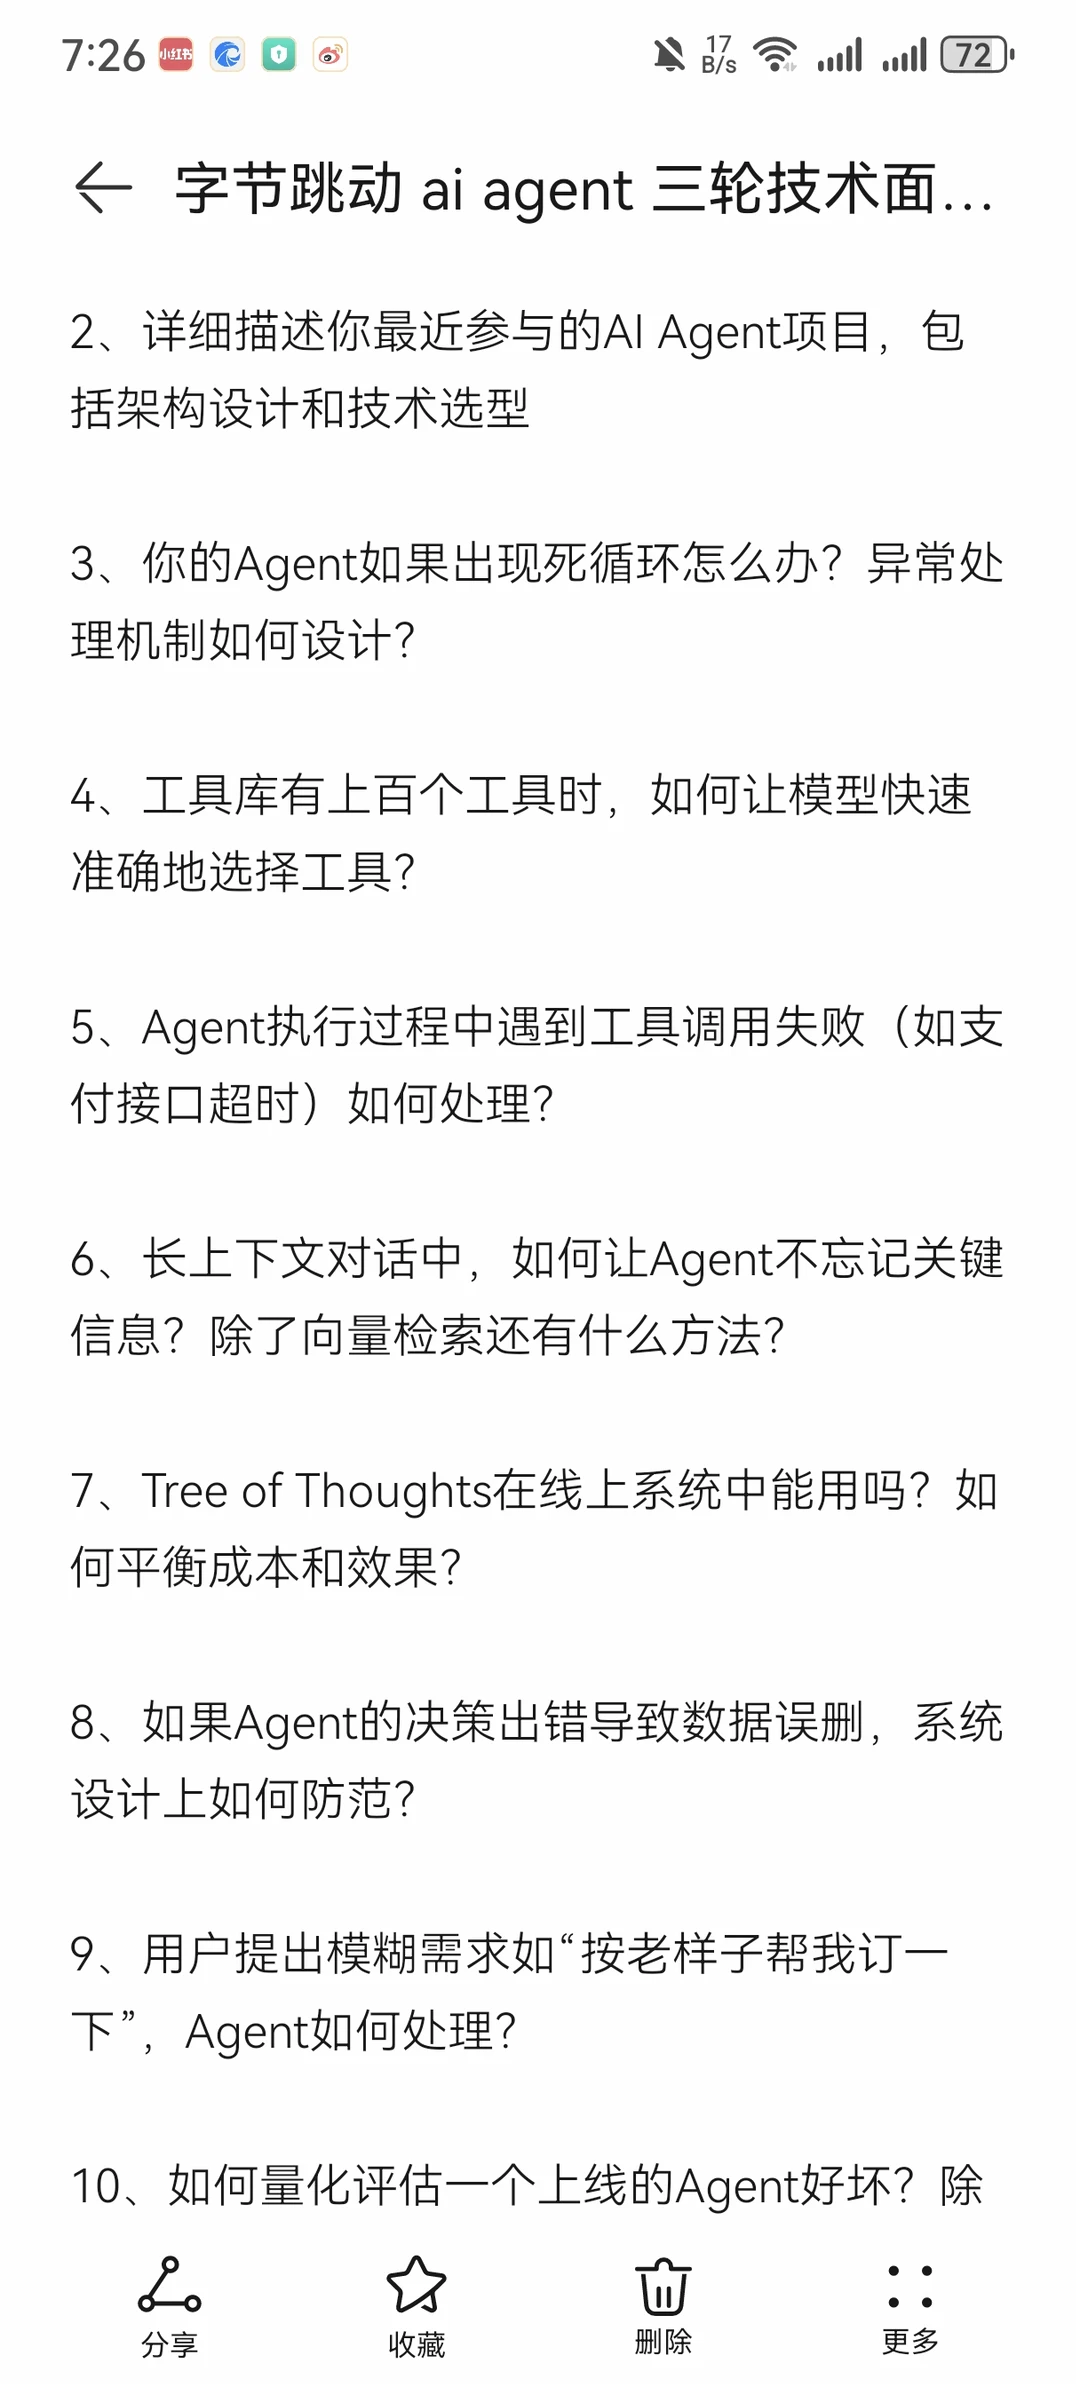 7:26 小红书 17 B/s 72
字节跳动 ai agent 三轮技术面...
2、详细描述你最近参与的AI Agent项目，包
括架构设计和技术选型
3、你的Agent如果出现死循环怎么办？异常处
理机制如何设计？
4、工具库有上百个工具时，如何让模型快速
准确地选择工具？
5、Agent执行过程中遇到工具调用失败（如支
付接口超时）如何处理？
6、长上下文对话中，如何让Agent不忘记关键
信息？除了向量检索还有什么方法？
7、Tree of Thoughts在线上系统中能用吗？如
何平衡成本和效果？
8、如果Agent的决策出错导致数据误删，系统
设计上如何防范？
9、用户提出模糊需求如“按老样子帮我订一
下”，Agent如何处理？
10、如何量化评估一个上线的Agent好坏？除
分享 收藏 删除 更多